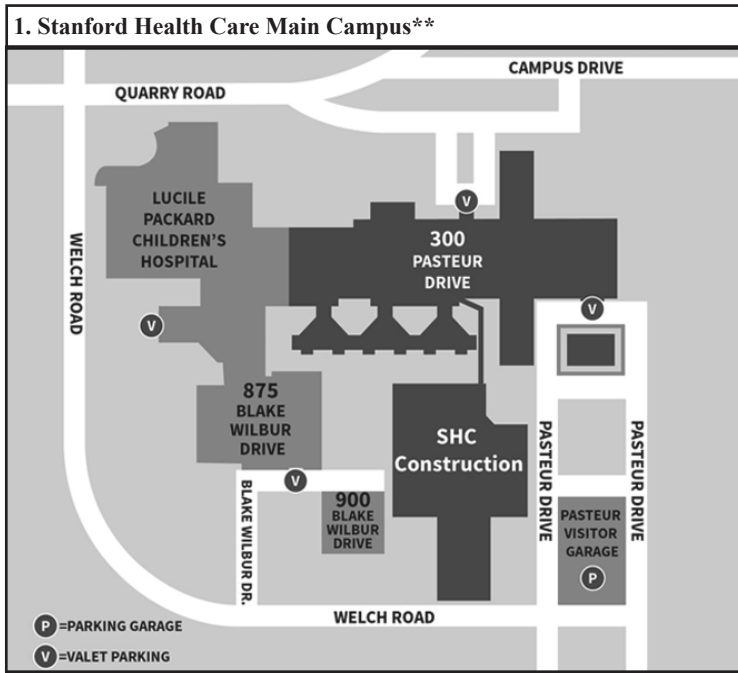 1. Stanford Health Care Main Campus**
CAMPUS DRIVE
QUARRY ROAD
LUCILE
PACKARD
CHILDREN'S
HOSPITAL
V
300
PASTEUR
DRIVE
WELCH ROAD
V
V
875
BLAKE
WILBUR
DRIVE
SHC
Construction
PASTEUR DRIVE
PASTEUR DRIVE
V
BLAKE WILBUR DR.
900
BLAKE
WILBUR
DRIVE
PASTEUR
VISITOR
GARAGE
P
WELCH ROAD
P =PARKING GARAGE
V =VALET PARKING